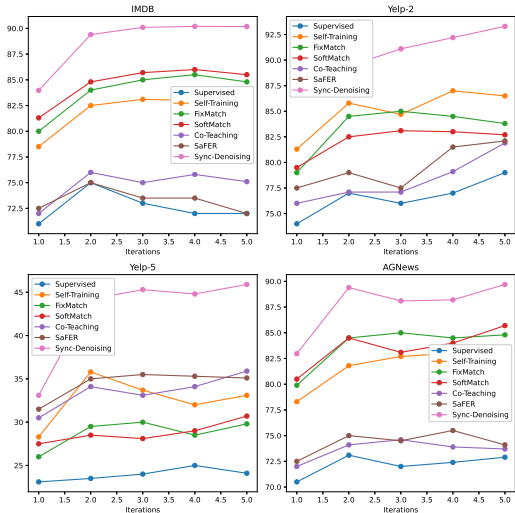 IMDB
90.0
87.5
85.0
82.5
80.0
77.5
75.0
72.5
Supervised
Self-Training
FixMatch
SoftMatch
Co-Teaching
SaFER
Sync-Denoising
1.0 1.5 2.0 2.5 3.0 3.5 4.0 4.5 5.0
Iterations
Yelp-2
92.5
90.0
87.5
85.0
82.5
80.0
77.5
75.0
Supervised
Self-Training
FixMatch
SoftMatch
Co-Teaching
SaFER
Sync-Denoising
1.0 1.5 2.0 2.5 3.0 3.5 4.0 4.5 5.0
Iterations
Yelp-5
45
40
35
30
25
Supervised
Self-Training
FixMatch
SoftMatch
Co-Teaching
SaFER
Sync-Denoising
1.0 1.5 2.0 2.5 3.0 3.5 4.0 4.5 5.0
Iterations
AGNews
90.0
87.5
85.0
82.5
80.0
77.5
75.0
72.5
70.0
Supervised
Self-Training
FixMatch
SoftMatch
Co-Teaching
SaFER
Sync-Denoising
1.0 1.5 2.0 2.5 3.0 3.5 4.0 4.5 5.0
Iterations